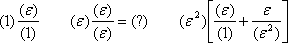 (1) (ε)/(1)   (ε) (ε)/(ε) = (?)   (ε²)[(ε)/(1) + ε/(ε²)]